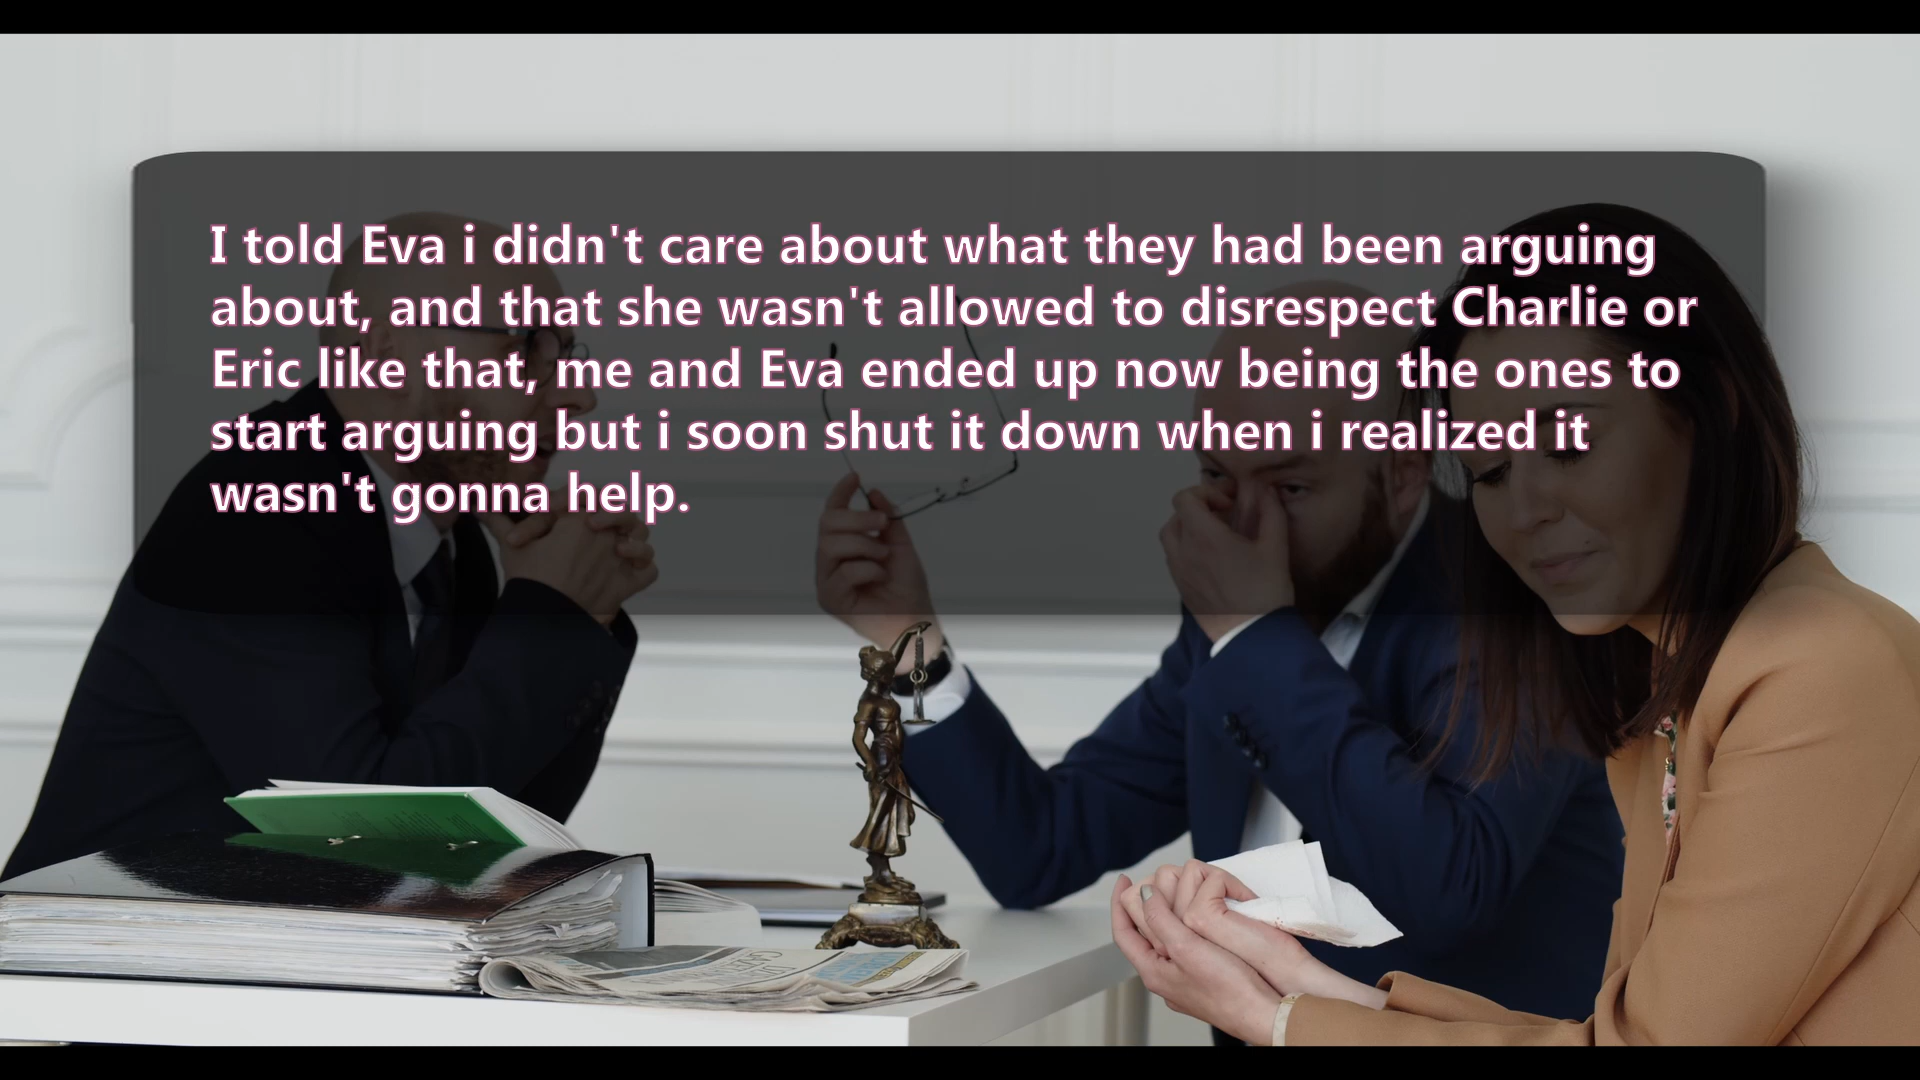 I told Eva i didn't care about what they had been arguing
about, and that she wasn't allowed to disrespect Charlie or
Eric like that, me and Eva ended up now being the ones to
start arguing but i soon shut it down when i realized it
wasn't gonna help.